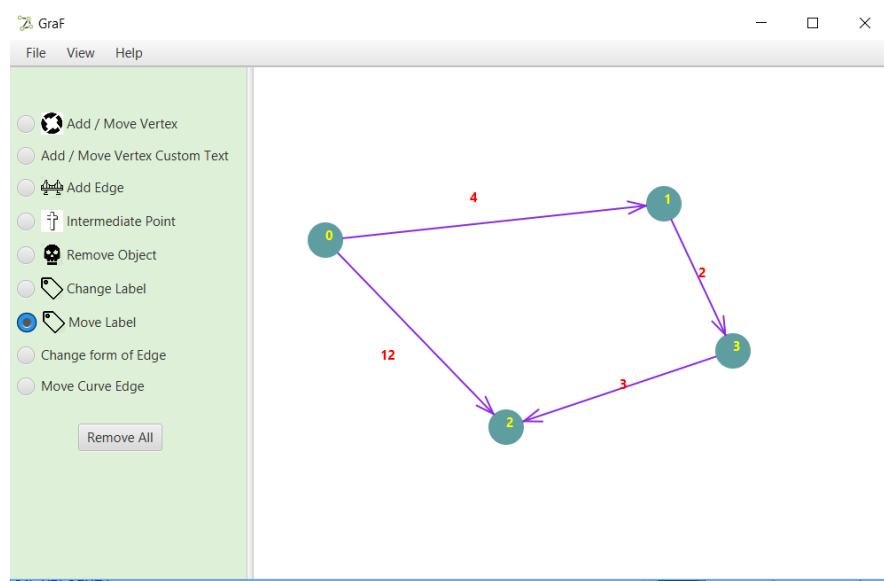 GraF
File View Help
Add / Move Vertex
Add / Move Vertex Custom Text
Add Edge
Intermediate Point
Remove Object
Change Label
Move Label
Change form of Edge
Move Curve Edge
Remove All
4
1
0
2
12
3
3
2